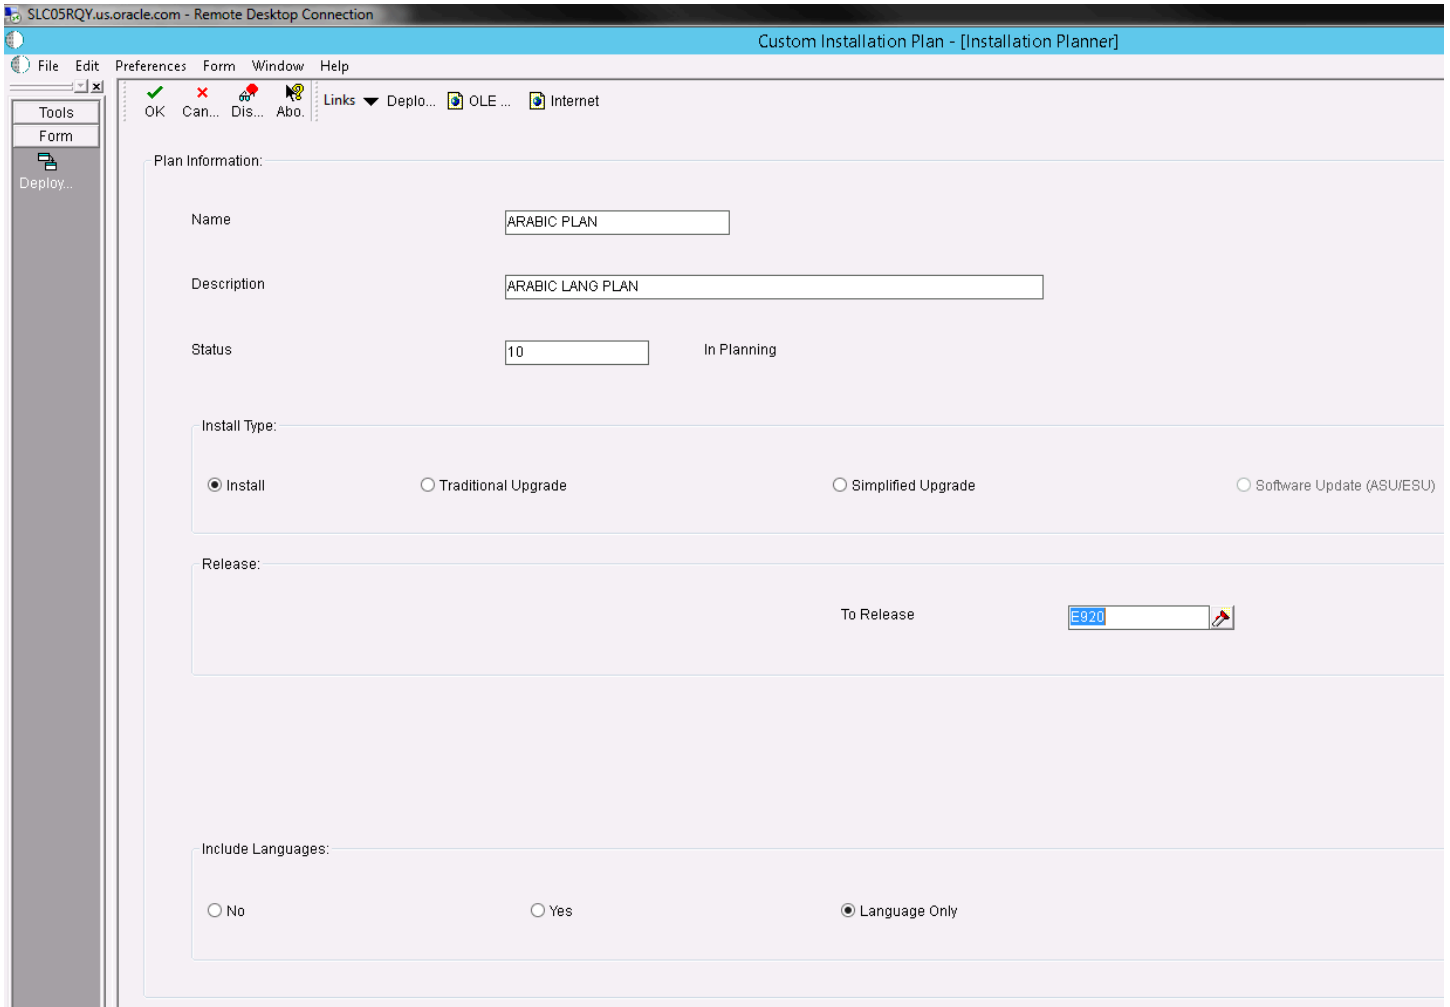 SLC05RQY.us.oracle.com - Remote Desktop Connection
Custom Installation Plan - [Installation Planner]
File Edit Preferences Form Window Help
Tools
Form
Deploy...
OK Can... Dis... Abo. Links Deplo... OLE ... Internet
Plan Information:
Name ARABIC PLAN
Description ARABIC LANG PLAN
Status 10 In Planning
Install Type:
Install Traditional Upgrade Simplified Upgrade Software Update (ASU/ESU)
Release:
To Release E920
Include Languages:
No Yes Language Only